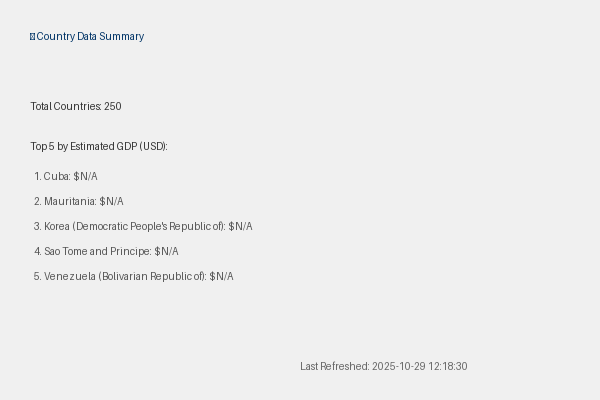 Country Data Summary
Total Countries: 250
Top 5 by Estimated GDP (USD):
1. Cuba: $N/A
2. Mauritania: $N/A
3. Korea (Democratic People's Republic of): $N/A
4. Sao Tome and Principe: $N/A
5. Venezuela (Bolivarian Republic of): $N/A
Last Refreshed: 2025-10-29 12:18:30